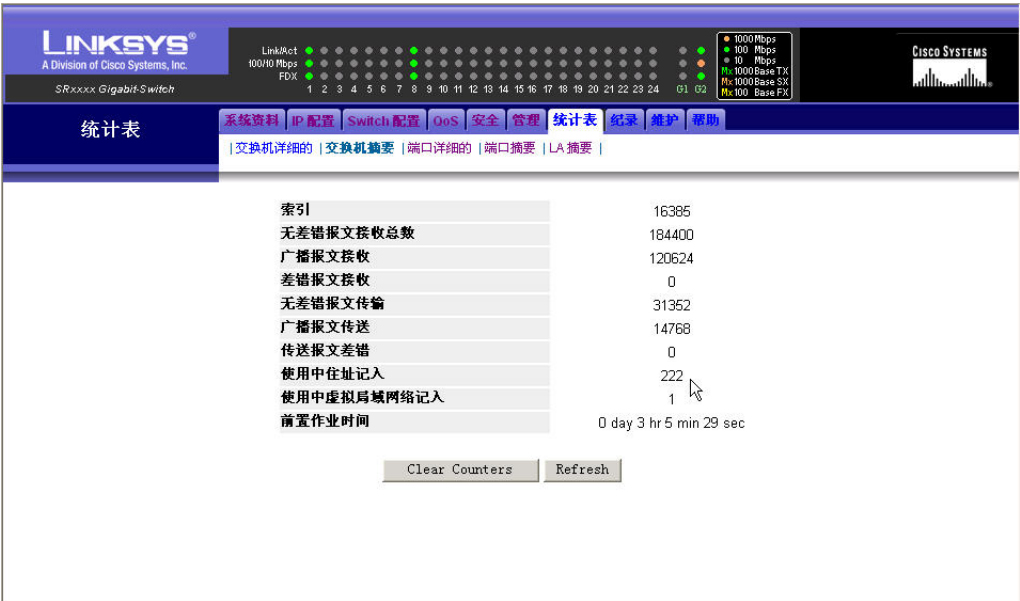 LINKSYS®
A Division of Cisco Systems, Inc.
SRxxxx Gigabit-Switch
Link/Act
100/10 Mbps
FDX
1 2 3 4 5 6 7 8 9 10 11 12 13 14 15 16 17 18 19 20 21 22 23 24 G1 G2
1000 Mbps
100 Mbps
10 Mbps
Mx1000Base TX
Mx1000Base SX
Mx100 Base FX
CISCO SYSTEMS
统计表
系统资料 IP 配置 Switch 配置 QoS 安全 管理 统计表 纪录 维护 帮助
|交换机详细的 |交换机摘要 |端口详细的 |端口摘要 |LA 摘要 |
索引 16385
无差错报文接收总数 184400
广播报文接收 120624
差错报文接收 0
无差错报文传输 31352
广播报文传送 14768
传送报文差错 0
使用中住址记入 222
使用中虚拟局域网络记入 1
前置作业时间 0 day 3 hr 5 min 29 sec
Clear Counters Refresh